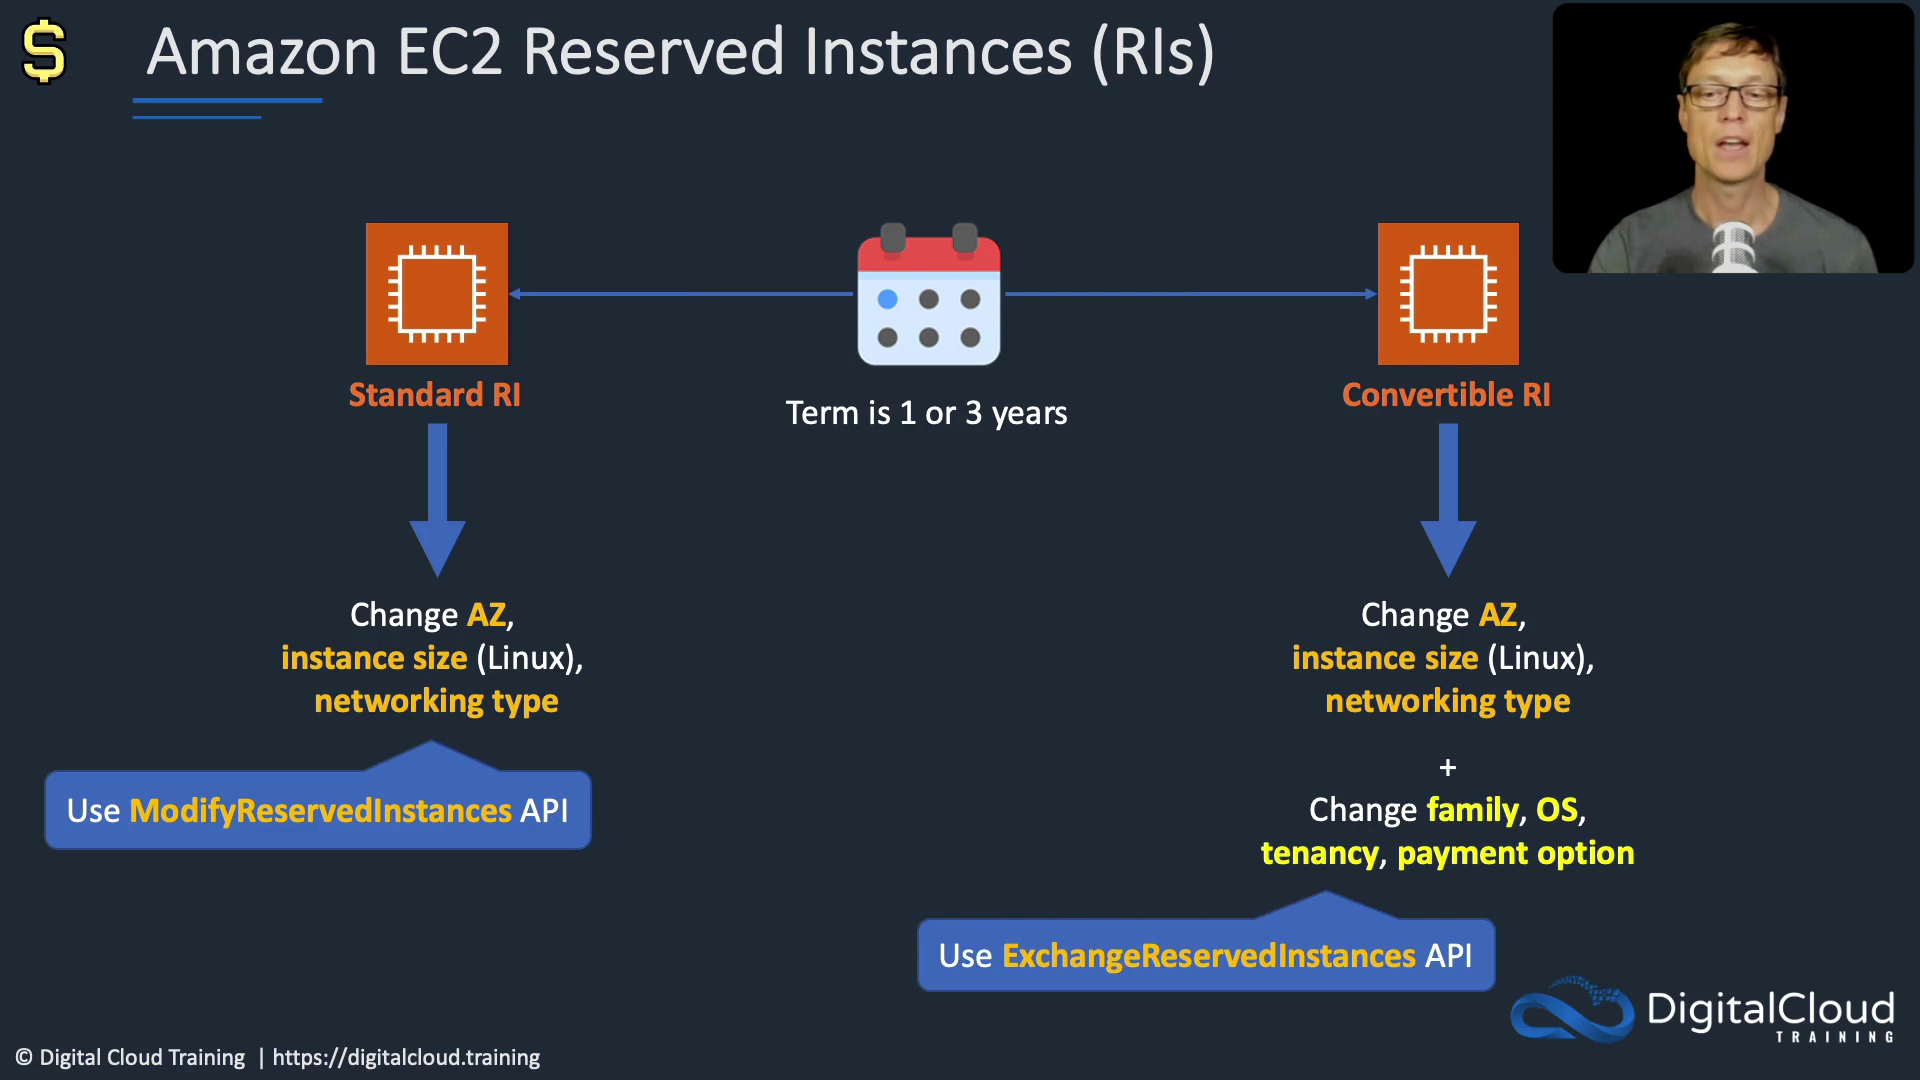 $
Amazon EC2 Reserved Instances (RIs)
Standard RI
Term is 1 or 3 years
Convertible RI
Change AZ,
instance size (Linux),
networking type
Use ModifyReservedInstances API
Change AZ,
instance size (Linux),
networking type
+
Change family, OS,
tenancy, payment option
Use ExchangeReservedInstances API
DigitalCloud
TRAINING
© Digital Cloud Training | https://digitalcloud.training